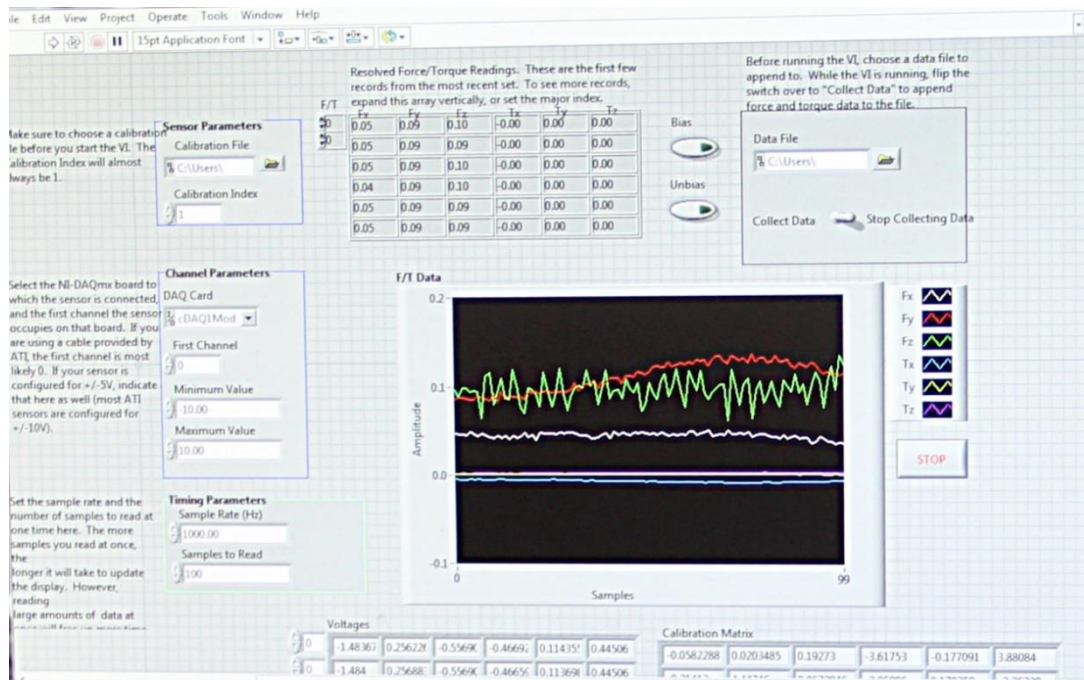 le Edit View Project Operate Tools Window Help
15pt Application Font
Resolved Force/Torque Readings. These are the first few
records from the most recent set. To see more records,
expand this array vertically, or set the major index.
Before running the VI, choose a data file to
append to. While the VI is running, flip the
switch over to "Collect Data" to append
force and torque data to the file.
Make sure to choose a calibration
le before you start the VI. The
Calibration Index will almost
lways be 1.
Sensor Parameters
Calibration File
C:\Users\
Calibration Index
1
F/T
Fx Fy Fz Tx Ty Tz
0 0.05 0.09 0.10 -0.00 0.00 0.00
0 0.05 0.09 0.09 -0.00 0.00 0.00
0.05 0.09 0.10 -0.00 0.00 0.00
0.04 0.09 0.10 -0.00 0.00 0.00
0.05 0.09 0.09 -0.00 0.00 0.00
0.05 0.09 0.09 -0.00 0.00 0.00
Bias
Unbias
Data File
C:\Users\
Collect Data Stop Collecting Data
Select the NI-DAQmx board to
which the sensor is connected,
and the first channel the sensor
occupies on that board. If you
are using a cable provided by
ATI, the first channel is most
likely 0. If your sensor is
configured for +/-5V, indicate
that here as well (most ATI
sensors are configured for
+/-10V).
Channel Parameters
DAQ Card
cDAQ1Mod
First Channel
0
Minimum Value
-10.00
Maximum Value
10.00
F/T Data
0.2
0.1
0.0
-0.1
Amplitude
0
99
Samples
Fx
Fy
Fz
Tx
Ty
Tz
STOP
Set the sample rate and the
number of samples to read at
one time here. The more
samples you read at once,
the
longer it will take to update
the display. However,
reading
large amounts of data at
Timing Parameters
Sample Rate (Hz)
1000.00
Samples to Read
100
Voltages
0 -1.48367 0.25622 -0.5569 -0.4669 0.11435 0.44506
0 -1.484 0.25688 -0.5569 -0.4665 0.11369 0.44506
Calibration Matrix
-0.0582288 0.0203485 0.19273 -3.61753 -0.177091 3.88084